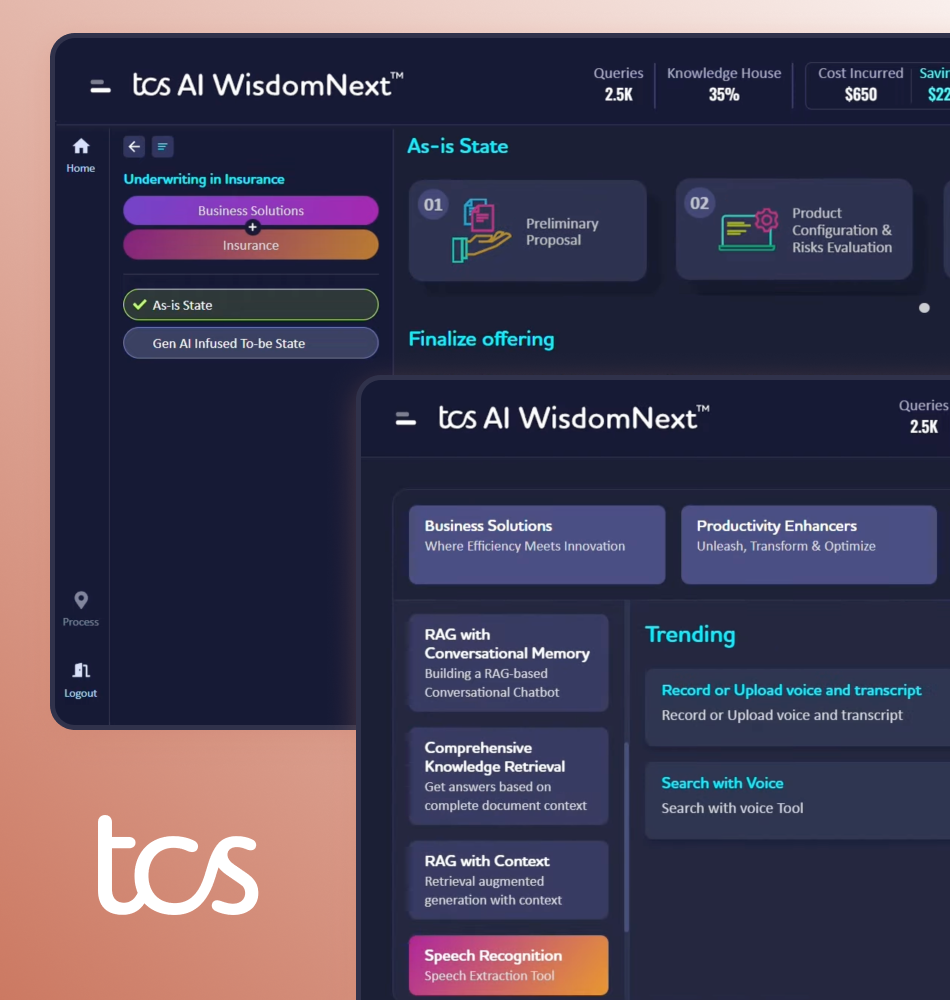 tcs AI WisdomNext™
Queries
2.5K
Knowledge House
35%
Cost Incurred
$650
Home
Underwriting in Insurance
Business Solutions
+
Insurance
As-is State
Gen AI Infused To-be State
Process
Logout
As-is State
01
Preliminary
Proposal
02
Product
Configuration &
Risks Evaluation
Finalize offering
tcs AI WisdomNext™
Queries
2.5K
Business Solutions
Where Efficiency Meets Innovation
Productivity Enhancers
Unleash, Transform & Optimize
RAG with
Conversational Memory
Building a RAG-based
Conversational Chatbot
Comprehensive
Knowledge Retrieval
Get answers based on
complete document context
RAG with Context
Retrieval augmented
generation with context
Speech Recognition
Speech Extraction Tool
Trending
Record or Upload voice and transcript
Record or Upload voice and transcript
Search with Voice
Search with voice Tool
tcs